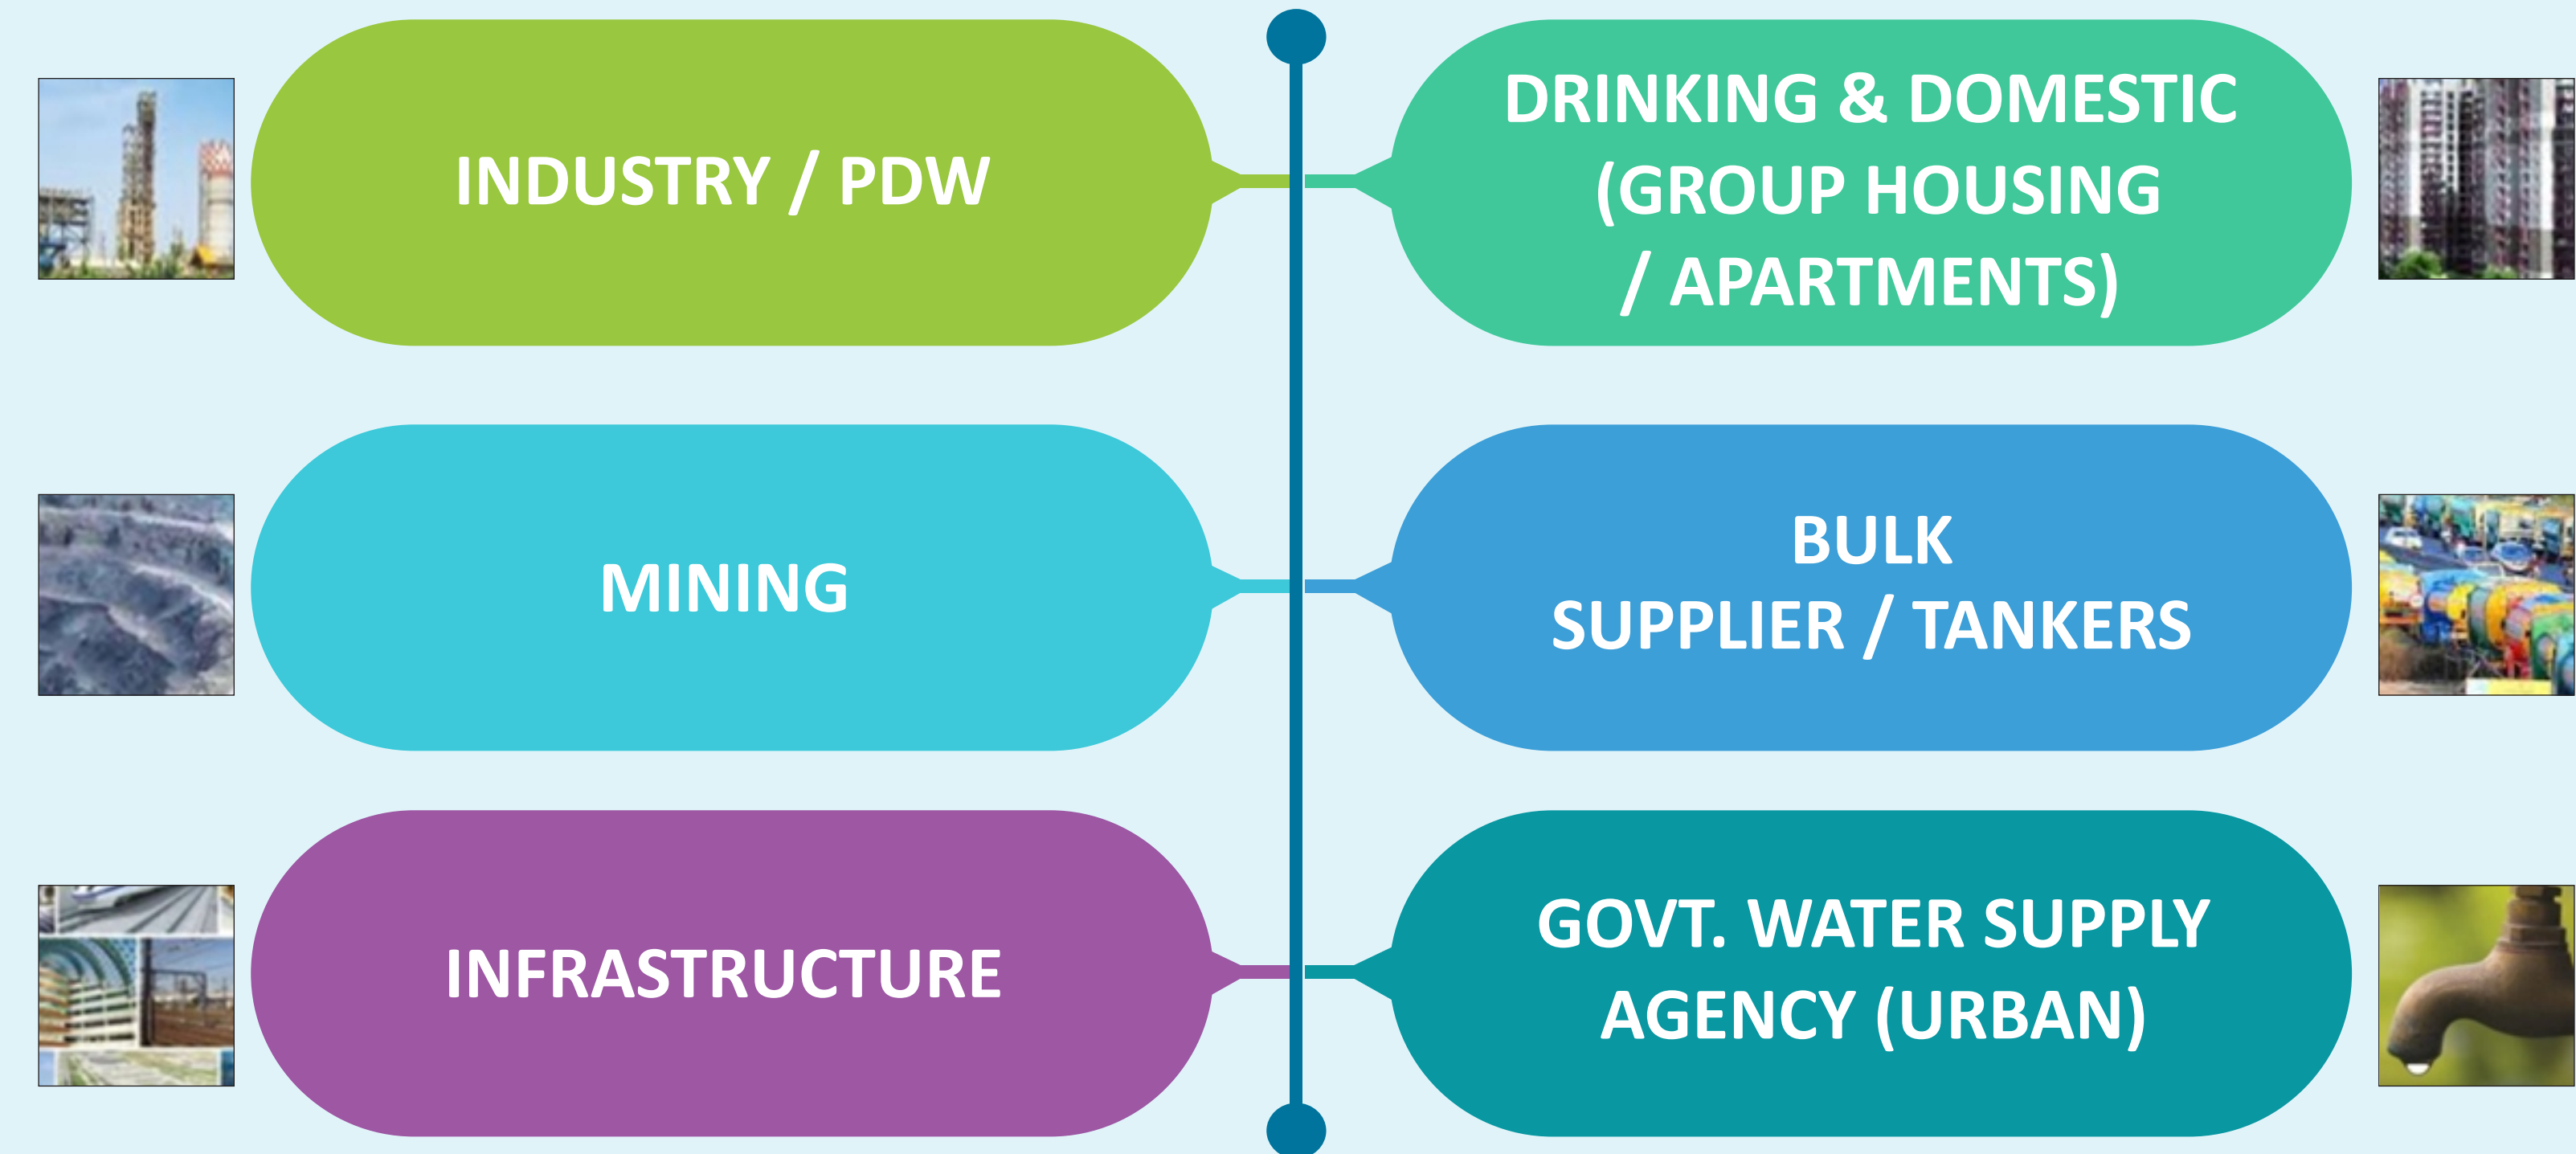 INDUSTRY / PDW
DRINKING & DOMESTIC
(GROUP HOUSING
/ APARTMENTS)
MINING
BULK
SUPPLIER / TANKERS
INFRASTRUCTURE
GOVT. WATER SUPPLY
AGENCY (URBAN)